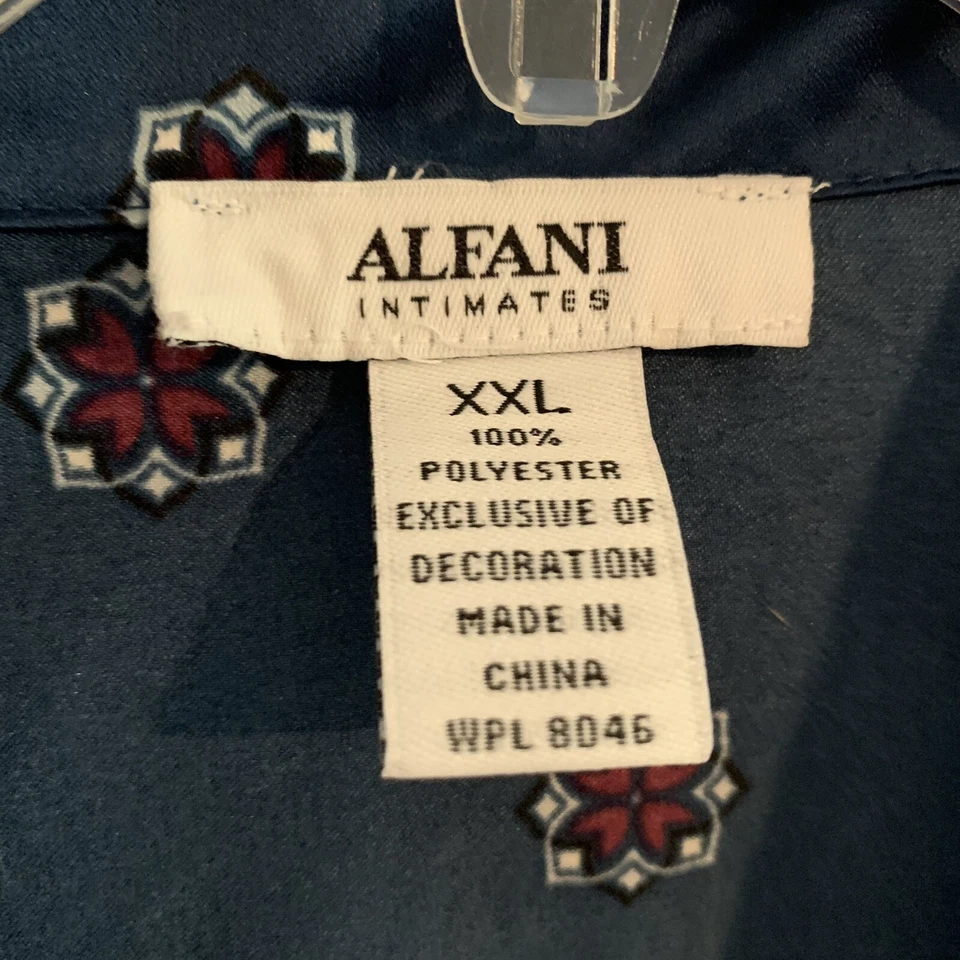 ALFANI
INTIMATES
XXL
100%
POLYESTER
EXCLUSIVE OF
DECORATION
MADE IN
CHINA
WPL 8046